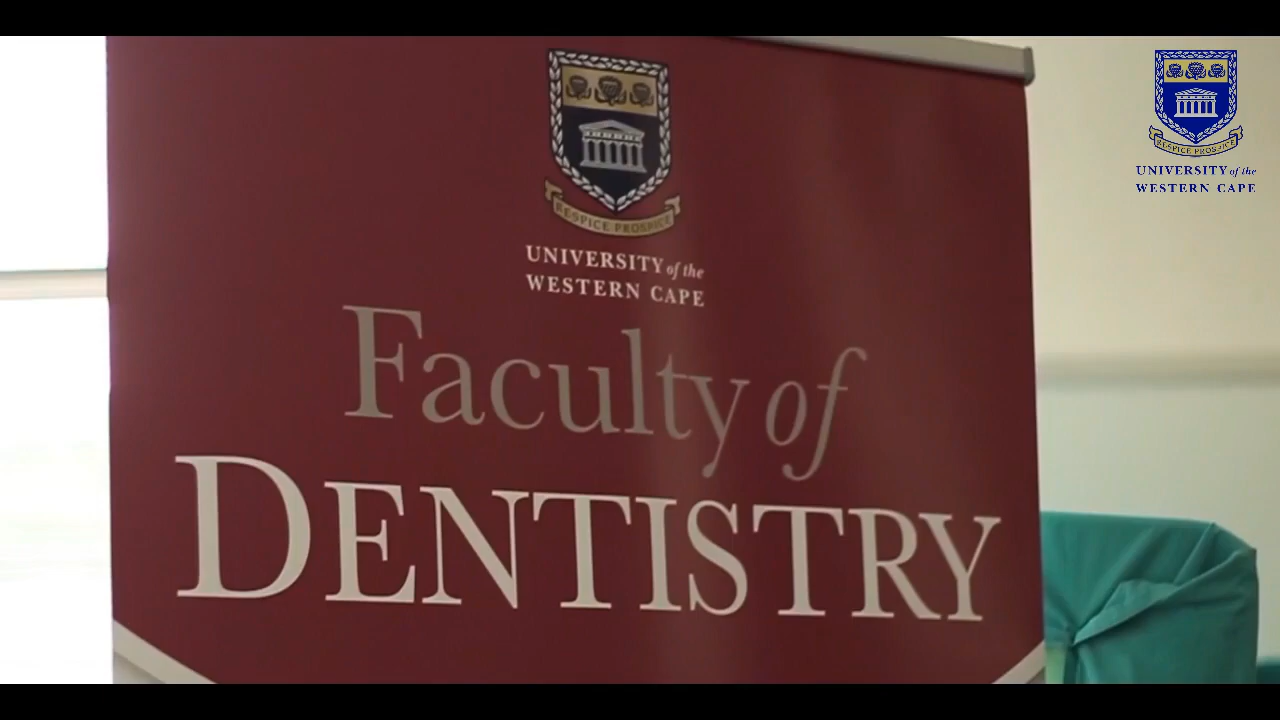 RESPICE PROSPICE
UNIVERSITY of the
WESTERN CAPE
Faculty of
DENTISTRY
RESPICE PROSPICE
UNIVERSITY of the
WESTERN CAPE